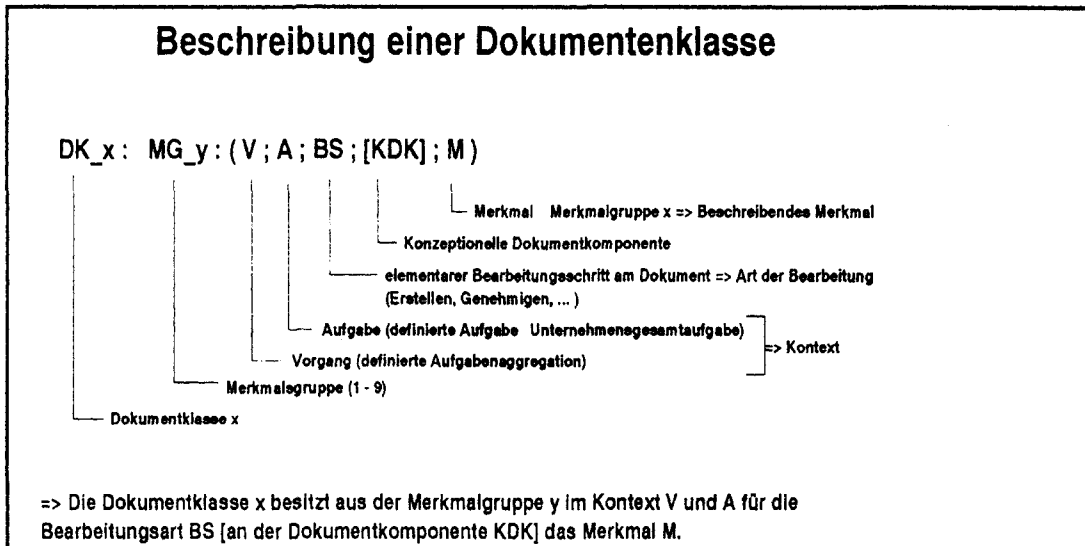 Beschreibung einer Dokumentenklasse
DK_x : MG_y : ( V ; A ; BS ; [KDK] ; M )
Merkmal Merkmalgruppe x => Beschreibendes Merkmal
Konzeptionelle Dokumentkomponente
elementarer Bearbeitungsschritt am Dokument => Art der Bearbeitung
(Erstellen, Genehmigen, ... )
Aufgabe (definierte Aufgabe Unternehmensgesamtaufgabe)
=> Kontext
Vorgang (definierte Aufgabenaggregation)
Merkmalsgruppe (1 - 9)
Dokumentklasse x
=> Die Dokumentklasse x besitzt aus der Merkmalgruppe y im Kontext V und A für die
Bearbeitungsart BS [an der Dokumentkomponente KDK] das Merkmal M.